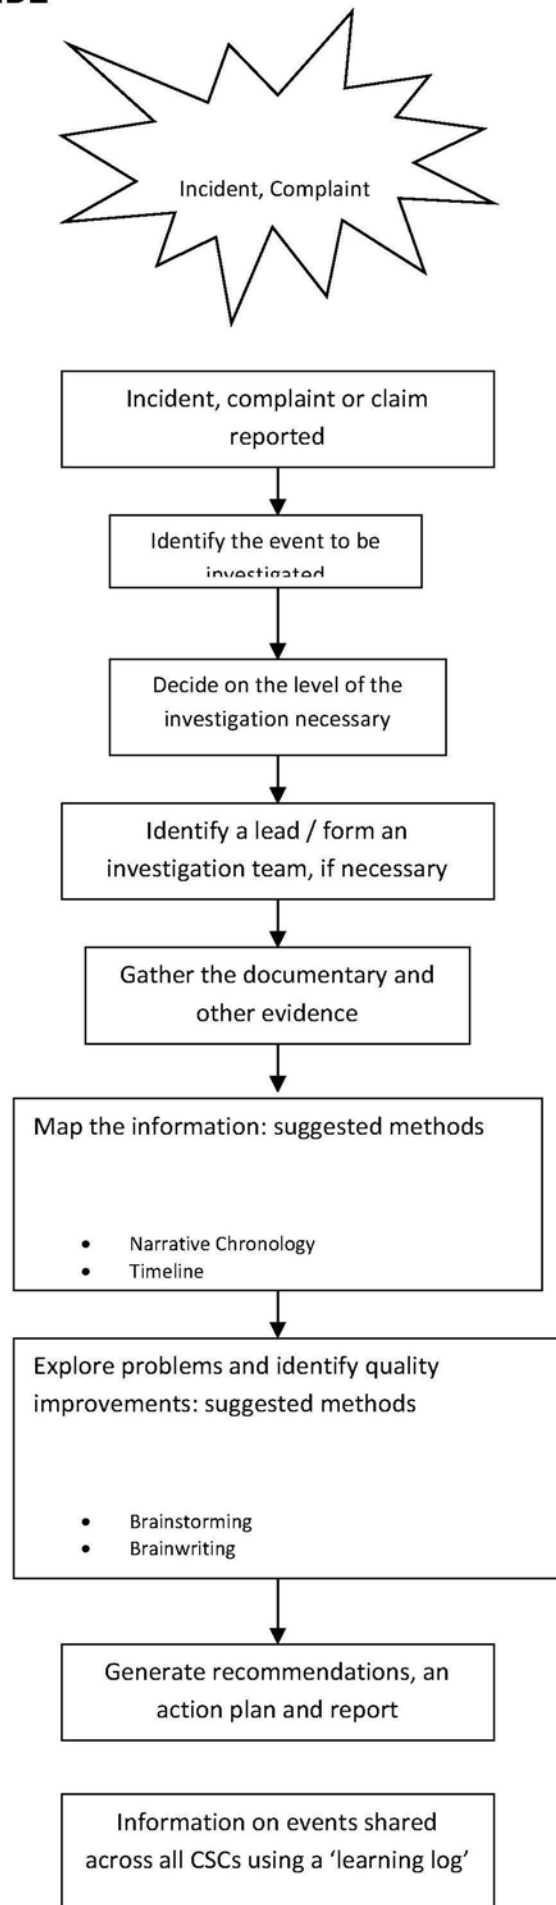 Incident, Complaint
Incident, complaint or claim
reported
Identify the event to be
investigated
Decide on the level of the
investigation necessary
Identify a lead / form an
investigation team, if necessary
Gather the documentary and
other evidence
Map the information: suggested methods
• Narrative Chronology
• Timeline
Explore problems and identify quality
improvements: suggested methods
• Brainstorming
• Brainwriting
Generate recommendations, an
action plan and report
Information on events shared
across all CSCs using a ‘learning log’